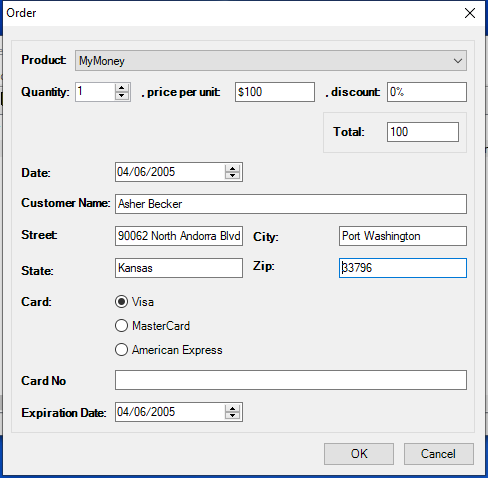 Order
Product: MyMoney
Quantity: 1 , price per unit: $100 , discount: 0%
Total: 100
Date: 04/06/2005
Customer Name: Asher Becker
Street: 90062 North Andorra Blvd City: Port Washington
State: Kansas Zip: 33796
Card: Visa
MasterCard
American Express
Card No
Expiration Date: 04/06/2005
OK Cancel